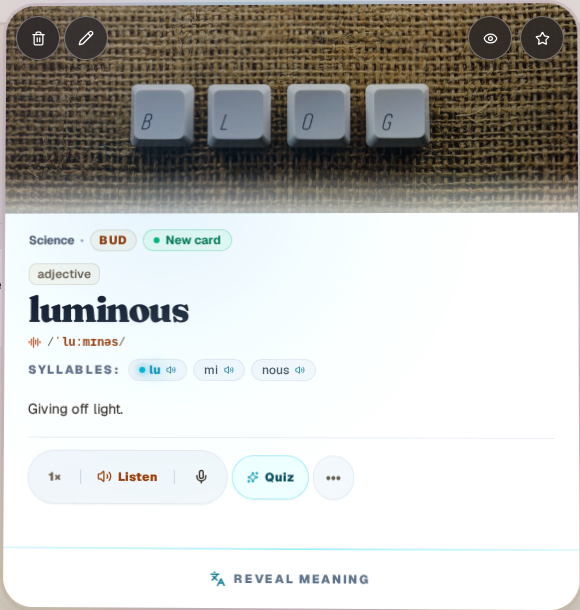 B L O G
Science · BUD New card
adjective
luminous
/ˈluːmɪnəs/
SYLLABLES: lu mi nous
Giving off light.
1× Listen Quiz
REVEAL MEANING